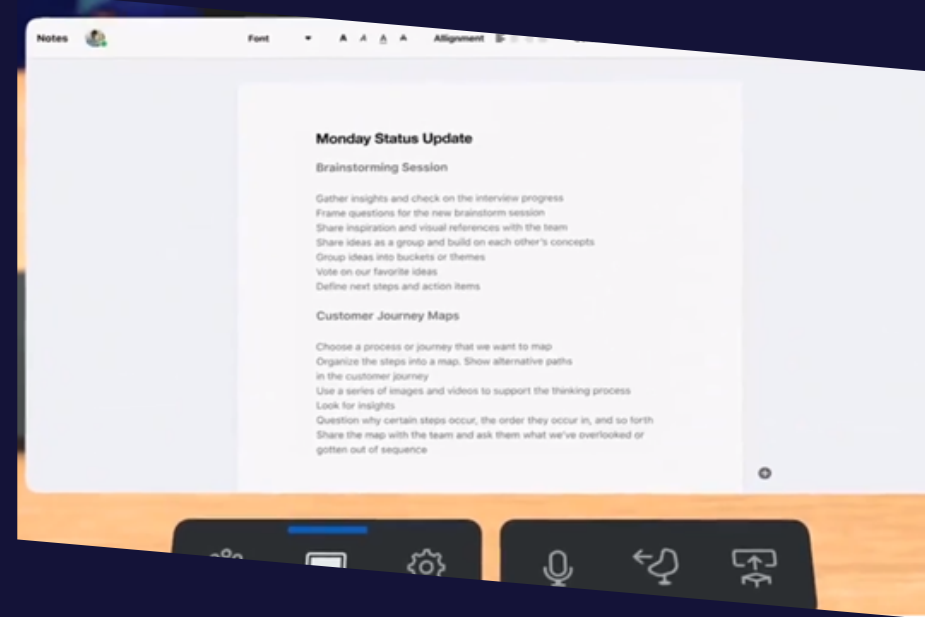 Notes
Font
A A A A
Allignment
Monday Status Update
Brainstorming Session
Gather insights and check on the interview progress
Frame questions for the new brainstorm session
Share inspiration and visual references with the team
Share ideas as a group and build on each other's concepts
Group ideas into buckets or themes
Vote on our favorite ideas
Define next steps and action items
Customer Journey Maps
Choose a process or journey that we want to map
Organize the steps into a map. Show alternative paths
in the customer journey
Use a series of images and videos to support the thinking process
Look for insights
Question why certain steps occur, the order they occur in, and so forth
Share the map with the team and ask them what we've overlooked or
gotten out of sequence